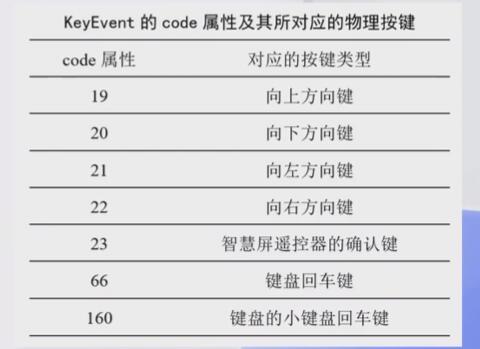 KeyEvent 的 code 属性及其所对应的物理按键
code 属性 对应的按键类型
19 向上方向键
20 向下方向键
21 向左方向键
22 向右方向键
23 智慧屏遥控器的确认键
66 键盘回车键
160 键盘的小键盘回车键